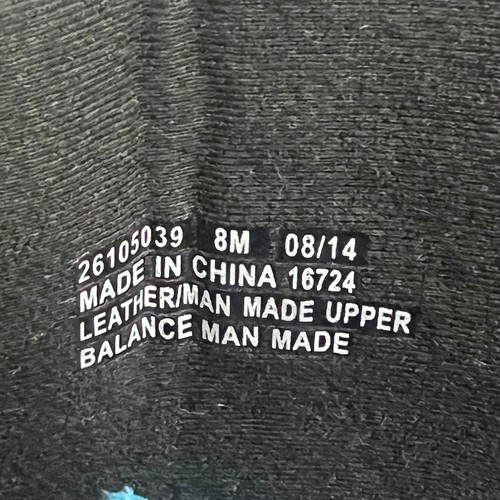 26105039 8M 08/14
MADE IN CHINA 16724
LEATHER/MAN MADE UPPER
BALANCE MAN MADE